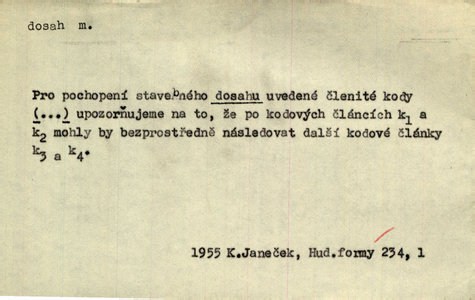 dosah m.
Pro pochopení stavebného dosahu uvedené členité kody
(...) upozorňujeme na to, že po kodových článcích k1 a
k2 mohly by bezprostředně následovat další kodové články
k3 a k4.
1955 K.Janeček, Hud.formy 234, 1